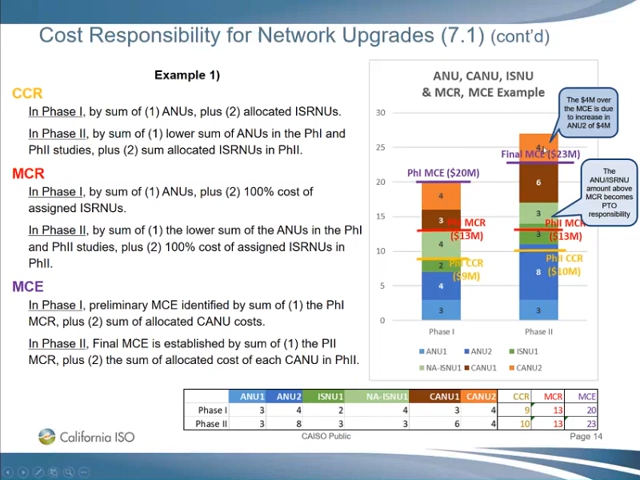 Cost Responsibility for Network Upgrades (7.1) (cont'd)
Example 1)
CCR
In Phase I, by sum of (1) ANUs, plus (2) allocated ISRNUs.
In Phase II, by sum of (1) lower sum of ANUs in the PhI and
PhII studies, plus (2) sum allocated ISRNUs in PhII.
MCR
In Phase I, by sum of (1) ANUs, plus (2) 100% cost of
assigned ISRNUs.
In Phase II, by sum of (1) the lower sum of the ANUs in the PhI
and PhII studies, plus (2) 100% cost of assigned ISRNUs in
PhII.
MCE
In Phase I, preliminary MCE identified by sum of (1) the PhI
MCR, plus (2) sum of allocated CANU costs.
In Phase II, Final MCE is established by sum of (1) the PII
MCR, plus (2) the sum of allocated cost of each CANU in PhII.
ANU, CANU, ISNU
& MCR, MCE Example
30
25
20
15
10
5
0
PhI MCE ($20M)
4
3
PhI MCR
($13M)
4
2
PhI CCR
($9M)
4
3
Phase I
Final MCE ($23M)
4
6
3
PhII MCR
($13M)
3
PhII CCR
($10M)
8
3
Phase II
The $4M over
the MCE is due
to increase in
ANU2 of $4M
The
ANU/ISRNU
amount above
MCR becomes
PTO
responsibility
ANU1 ANU2 ISNU1
NA-ISNU1 CANU1 CANU2
ANU1 ANU2 ISNU1 NA-ISNU1 CANU1 CANU2 CCR MCR MCE
Phase I 3 4 2 4 3 4 9 13 20
Phase II 3 8 3 3 6 4 10 13 23
California ISO
CAISO Public
Page 14